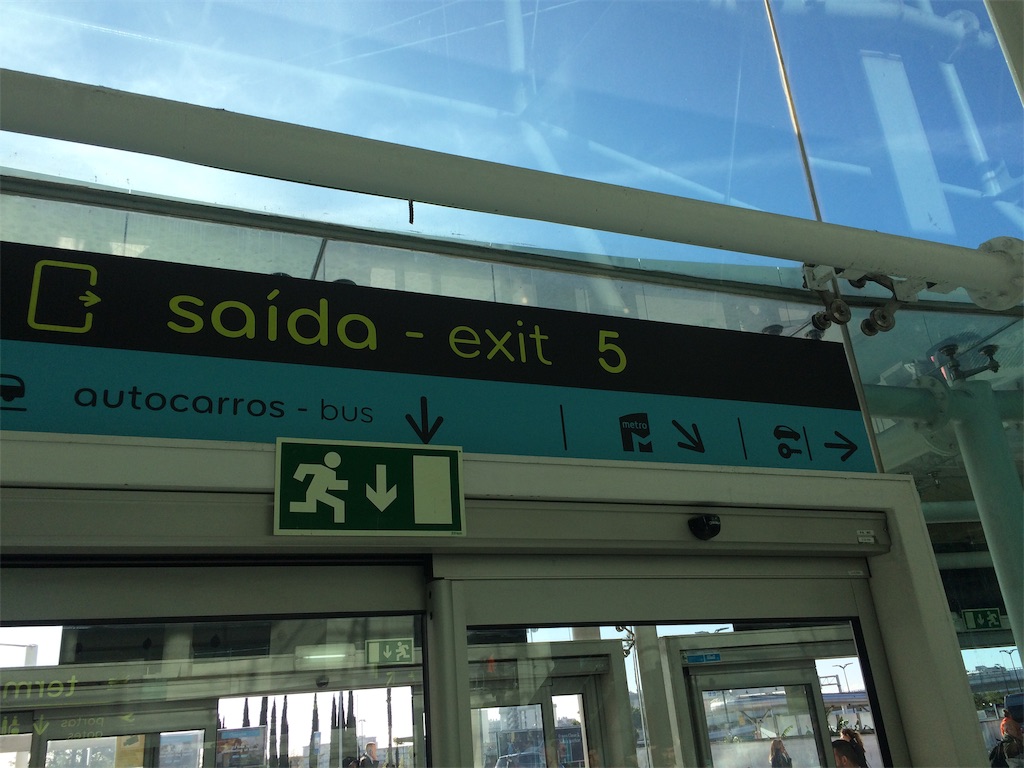 saída - exit 5
autocarros - bus
metro M